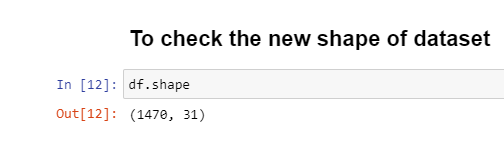 To check the new shape of dataset
In [12]: df.shape
Out[12]: (1470, 31)